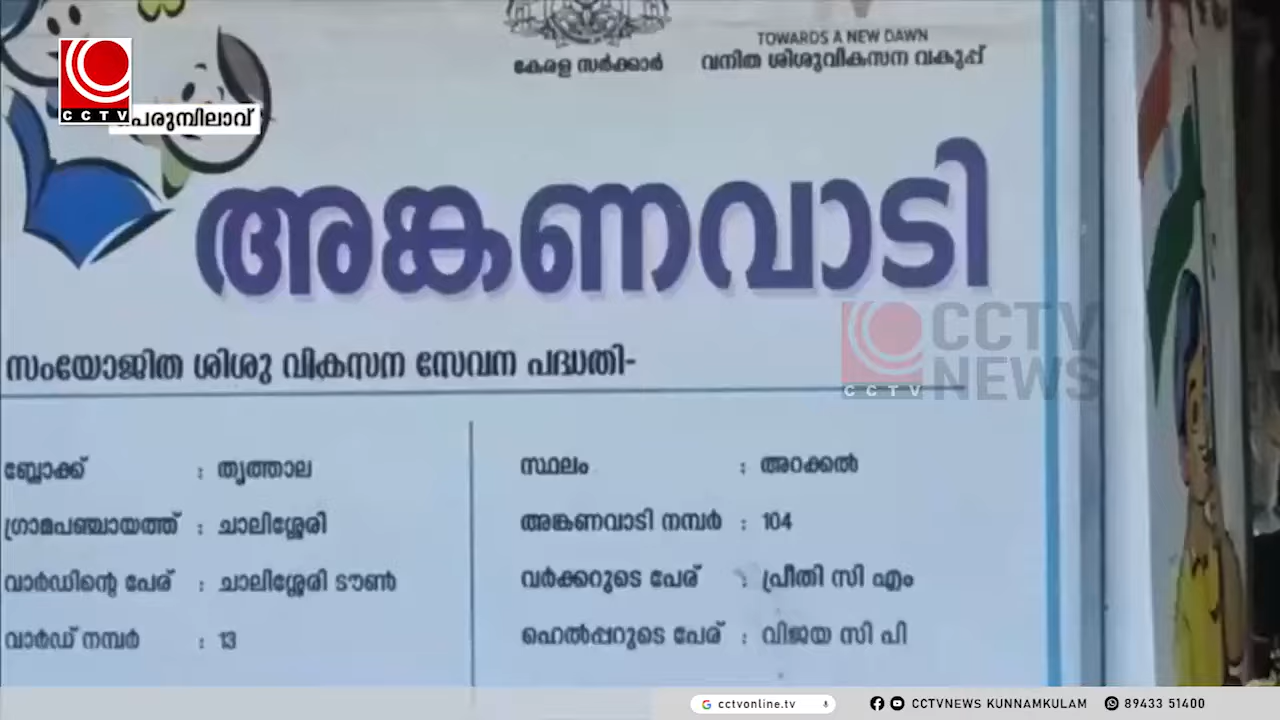 CCTV
പെരുമ്പിലാവ്
കേരള സർക്കാർ
TOWARDS A NEW DAWN
വനിത ശിശുവികസന വകുപ്പ്
അങ്കണവാടി
CCTV NEWS
CCTV
സംയോജിത ശിശു വികസന സേവന പദ്ധതി-
ബ്ലോക്ക് : തൃത്താല
ഗ്രാമപഞ്ചായത്ത് : ചാലിശ്ശേരി
വാർഡിന്റെ പേര് : ചാലിശ്ശേരി ടൗൺ
വാർഡ് നമ്പർ : 13
സ്ഥലം : അറക്കൽ
അങ്കണവാടി നമ്പർ : 104
വർക്കറുടെ പേര് : പ്രീതി സി എം
ഹെൽപ്പറുടെ പേര് : വിജയ സി പി
cctvonline.tv
CCTVNEWS KUNNAMKULAM
89433 51400